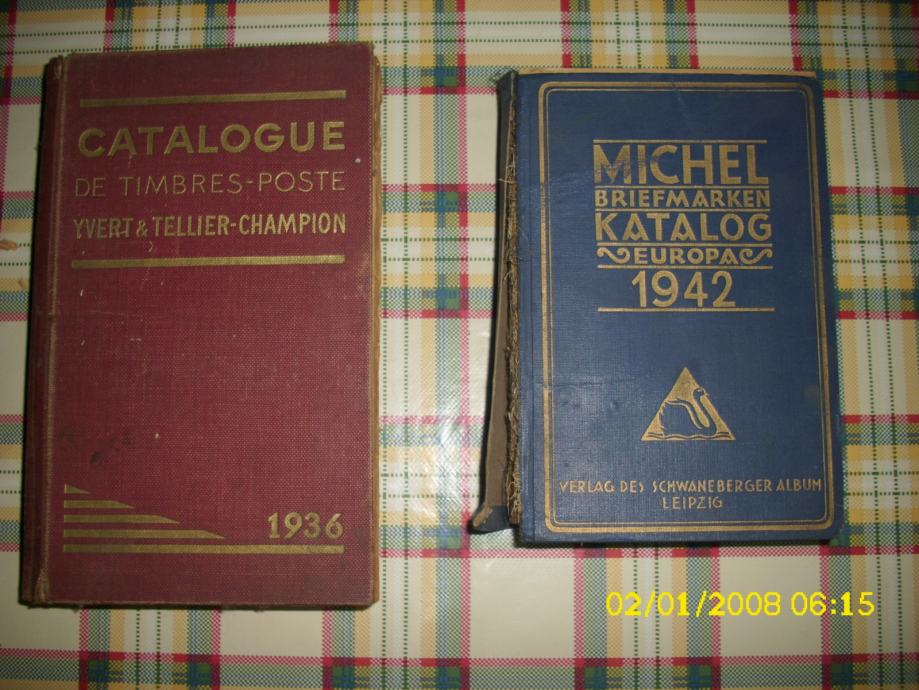 CATALOGUE
DE TIMBRES-POSTE
YVERT & TELLIER-CHAMPION
1936
MICHEL
BRIEFMARKEN
KATALOG
EUROPA
1942
VERLAG DES SCHWANEBERGER ALBUM
LEIPZIG
02/01/2008 06:15